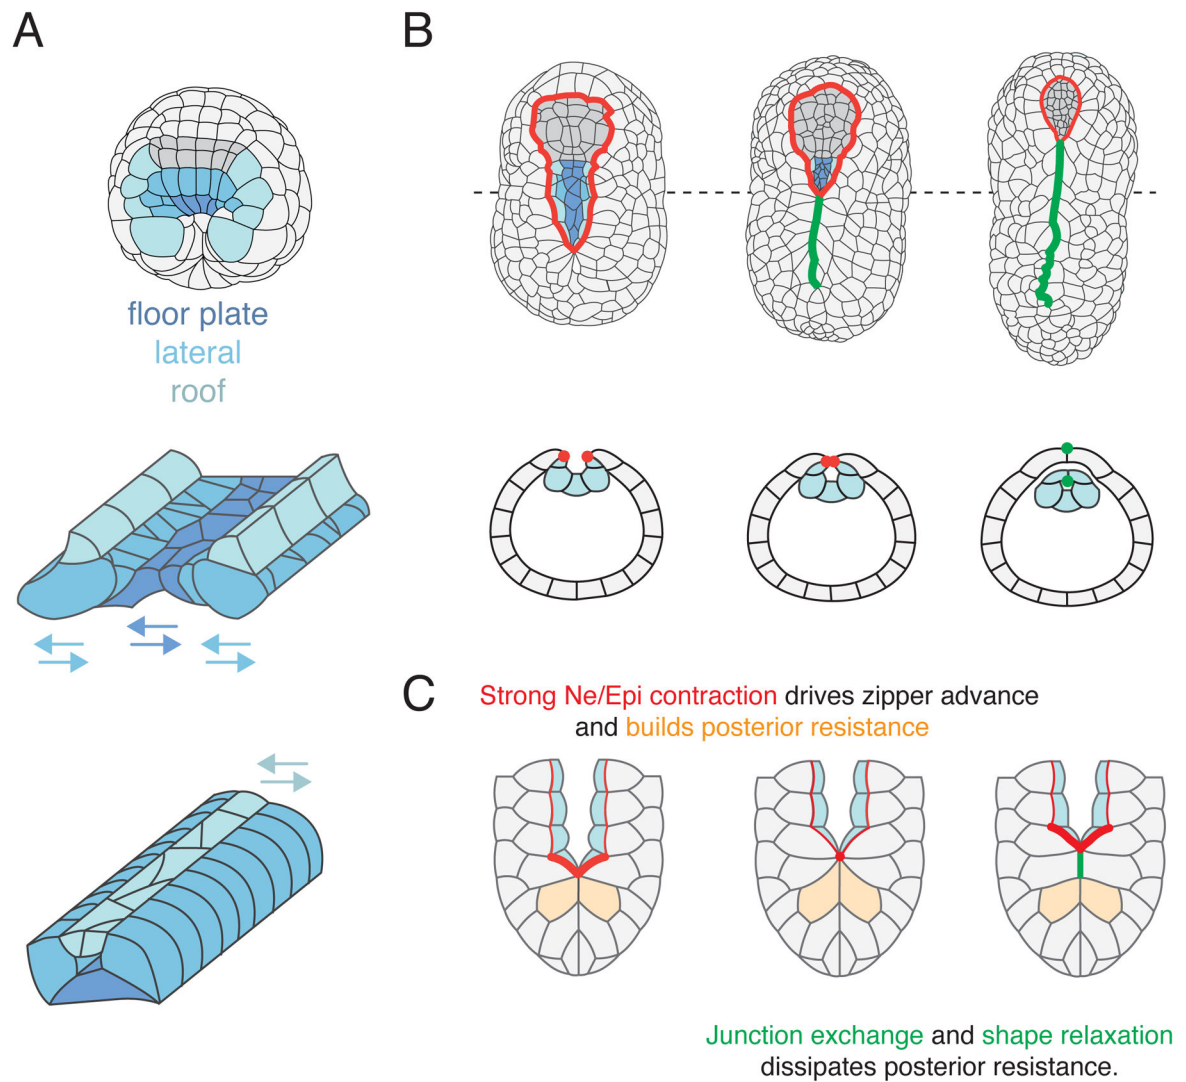 A
B
floor plate
lateral
roof
C
Strong Ne/Epi contraction drives zipper advance
and builds posterior resistance
Junction exchange and shape relaxation
dissipates posterior resistance.